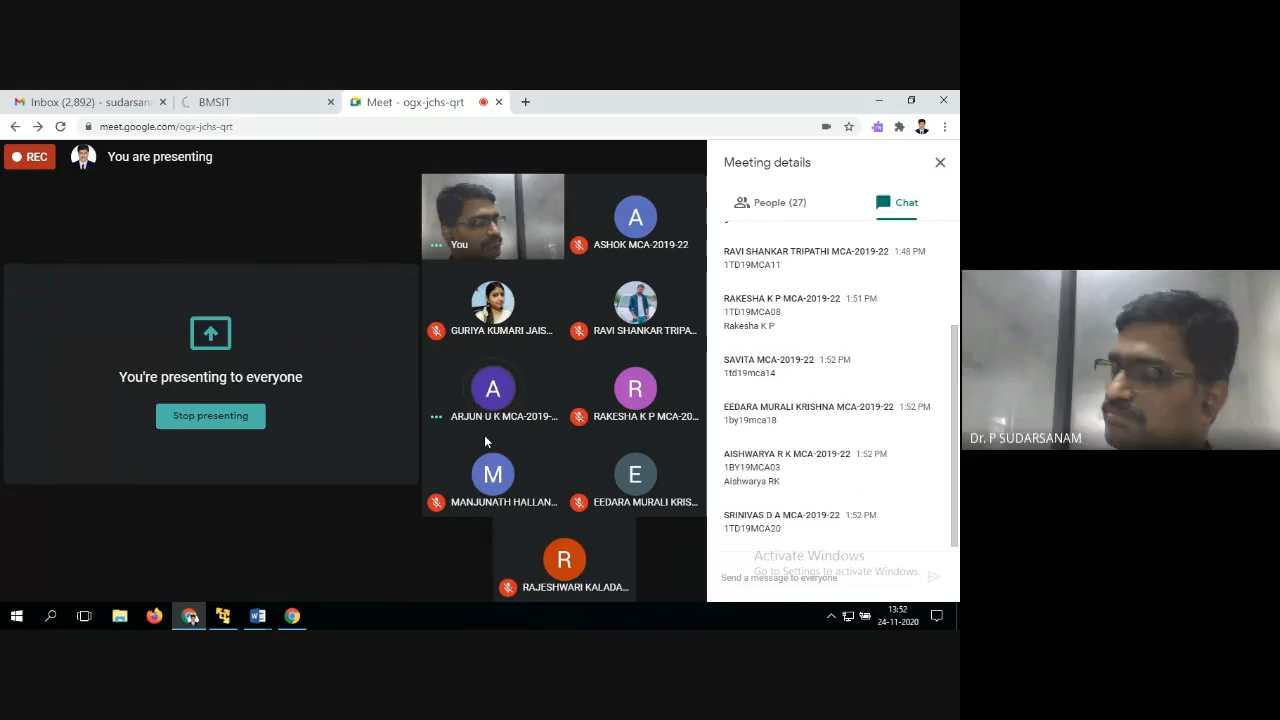 Inbox (2,892) - sudarsan
BMSIT
Meet - ogx-jchs-qrt
meet.google.com/ogx-jchs-qrt
REC
You are presenting
You're presenting to everyone
Stop presenting
You
ASHOK MCA-2019-22
GURIYA KUMARI JAIS...
RAVI SHANKAR TRIPA...
A
ARJUN U K MCA-2019-...
R
RAKESHA K P MCA-20...
M
MANJUNATH HALLAN...
E
EEDARA MURALI KRIS...
R
RAJESHWARI KALADA...
A
Meeting details
People (27)
Chat
RAVI SHANKAR TRIPATHI MCA-2019-22 1:48 PM
1TD19MCA11
RAKESHA K P MCA-2019-22 1:51 PM
1TD19MCA08
Rakesha K P
SAVITA MCA-2019-22 1:52 PM
1td19mca14
EEDARA MURALI KRISHNA MCA-2019-22 1:52 PM
1by19mca18
AISHWARYA R K MCA-2019-22 1:52 PM
1BY19MCA03
Aishwarya RK
SRINIVAS D A MCA-2019-22 1:52 PM
1TD19MCA20
Activate Windows
Go to Settings to activate Windows.
Send a message to everyone
13:52
24-11-2020
Dr. P SUDARSANAM